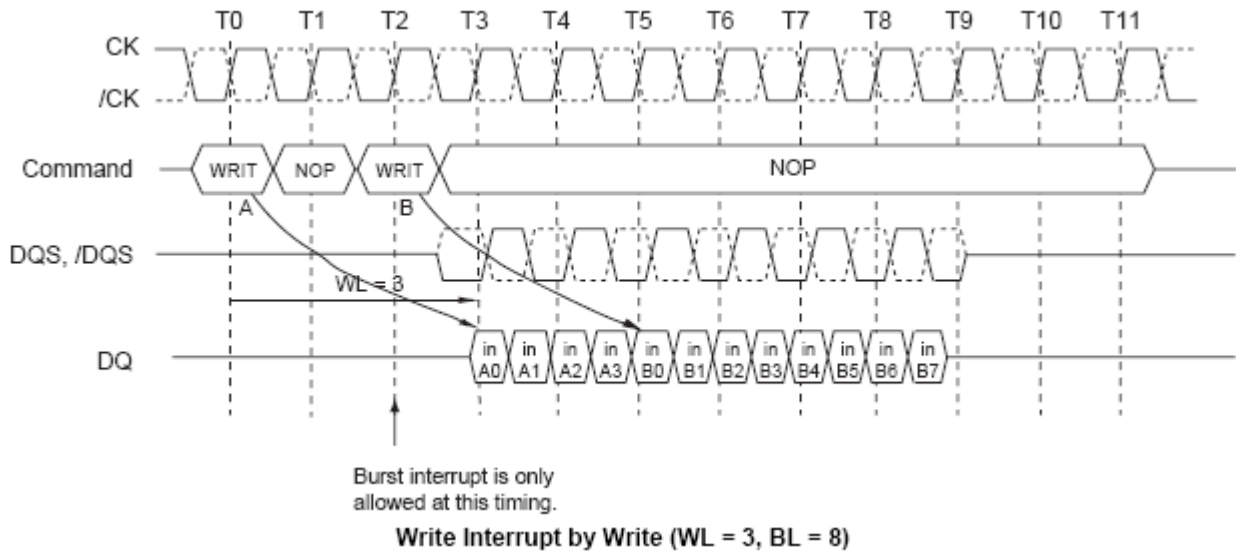 T0 T1 T2 T3 T4 T5 T6 T7 T8 T9 T10 T11
CK
/CK
Command WRIT NOP WRIT NOP
A B
DQS, /DQS
WL = 3
DQ in A0 in A1 in A2 in A3 in B0 in B1 in B2 in B3 in B4 in B5 in B6 in B7
Burst interrupt is only
allowed at this timing.
Write Interrupt by Write (WL = 3, BL = 8)